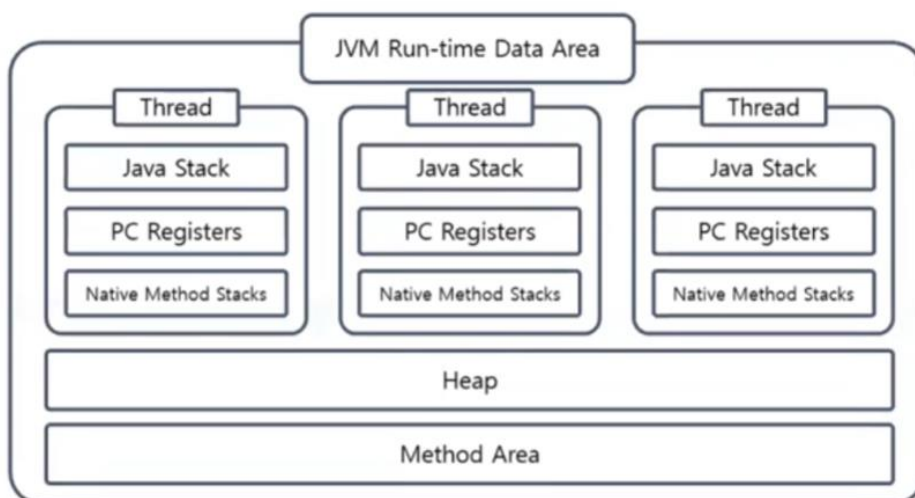 JVM Run-time Data Area
Thread
Java Stack
PC Registers
Native Method Stacks
Thread
Java Stack
PC Registers
Native Method Stacks
Thread
Java Stack
PC Registers
Native Method Stacks
Heap
Method Area